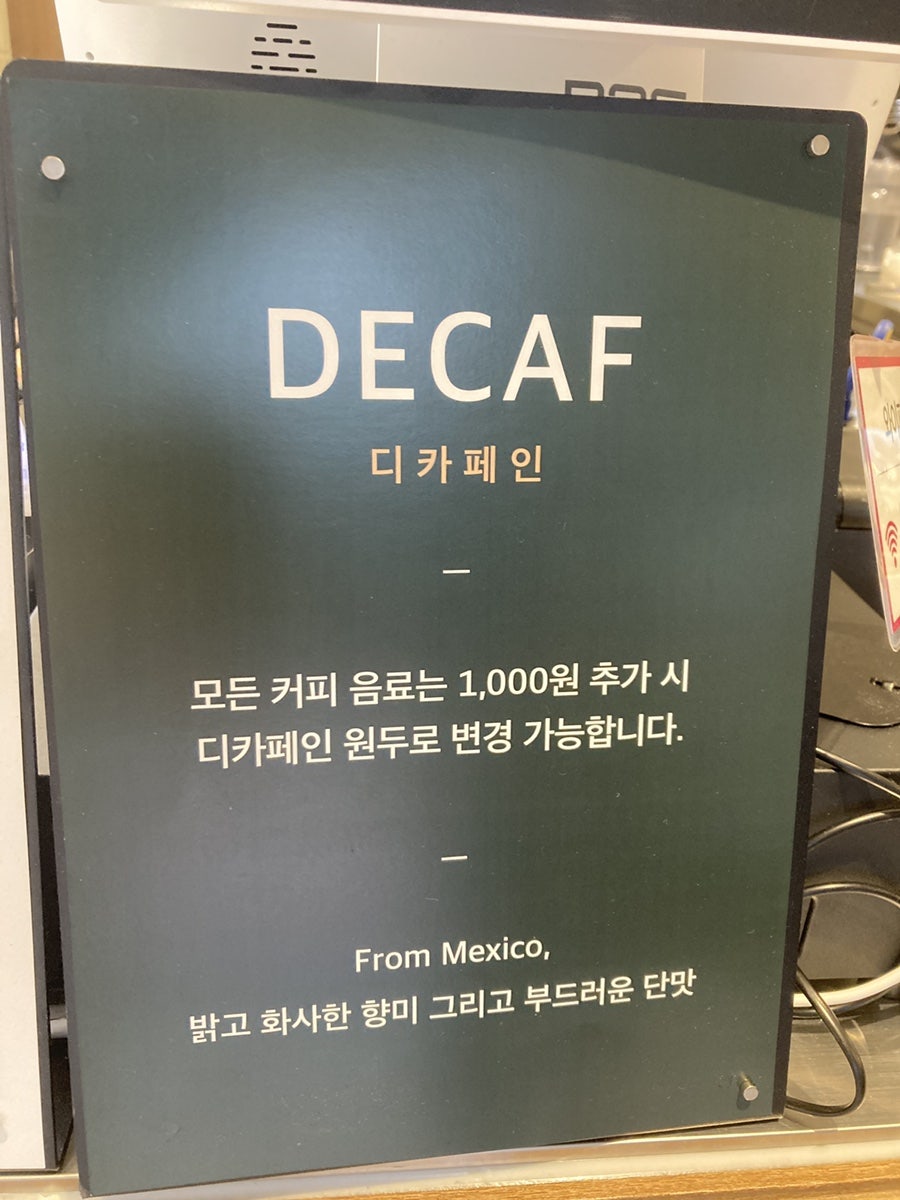 DECAF
디카페인
모든 커피 음료는 1,000원 추가 시
디카페인 원두로 변경 가능합니다.
From Mexico,
밝고 화사한 향미 그리고 부드러운 단맛